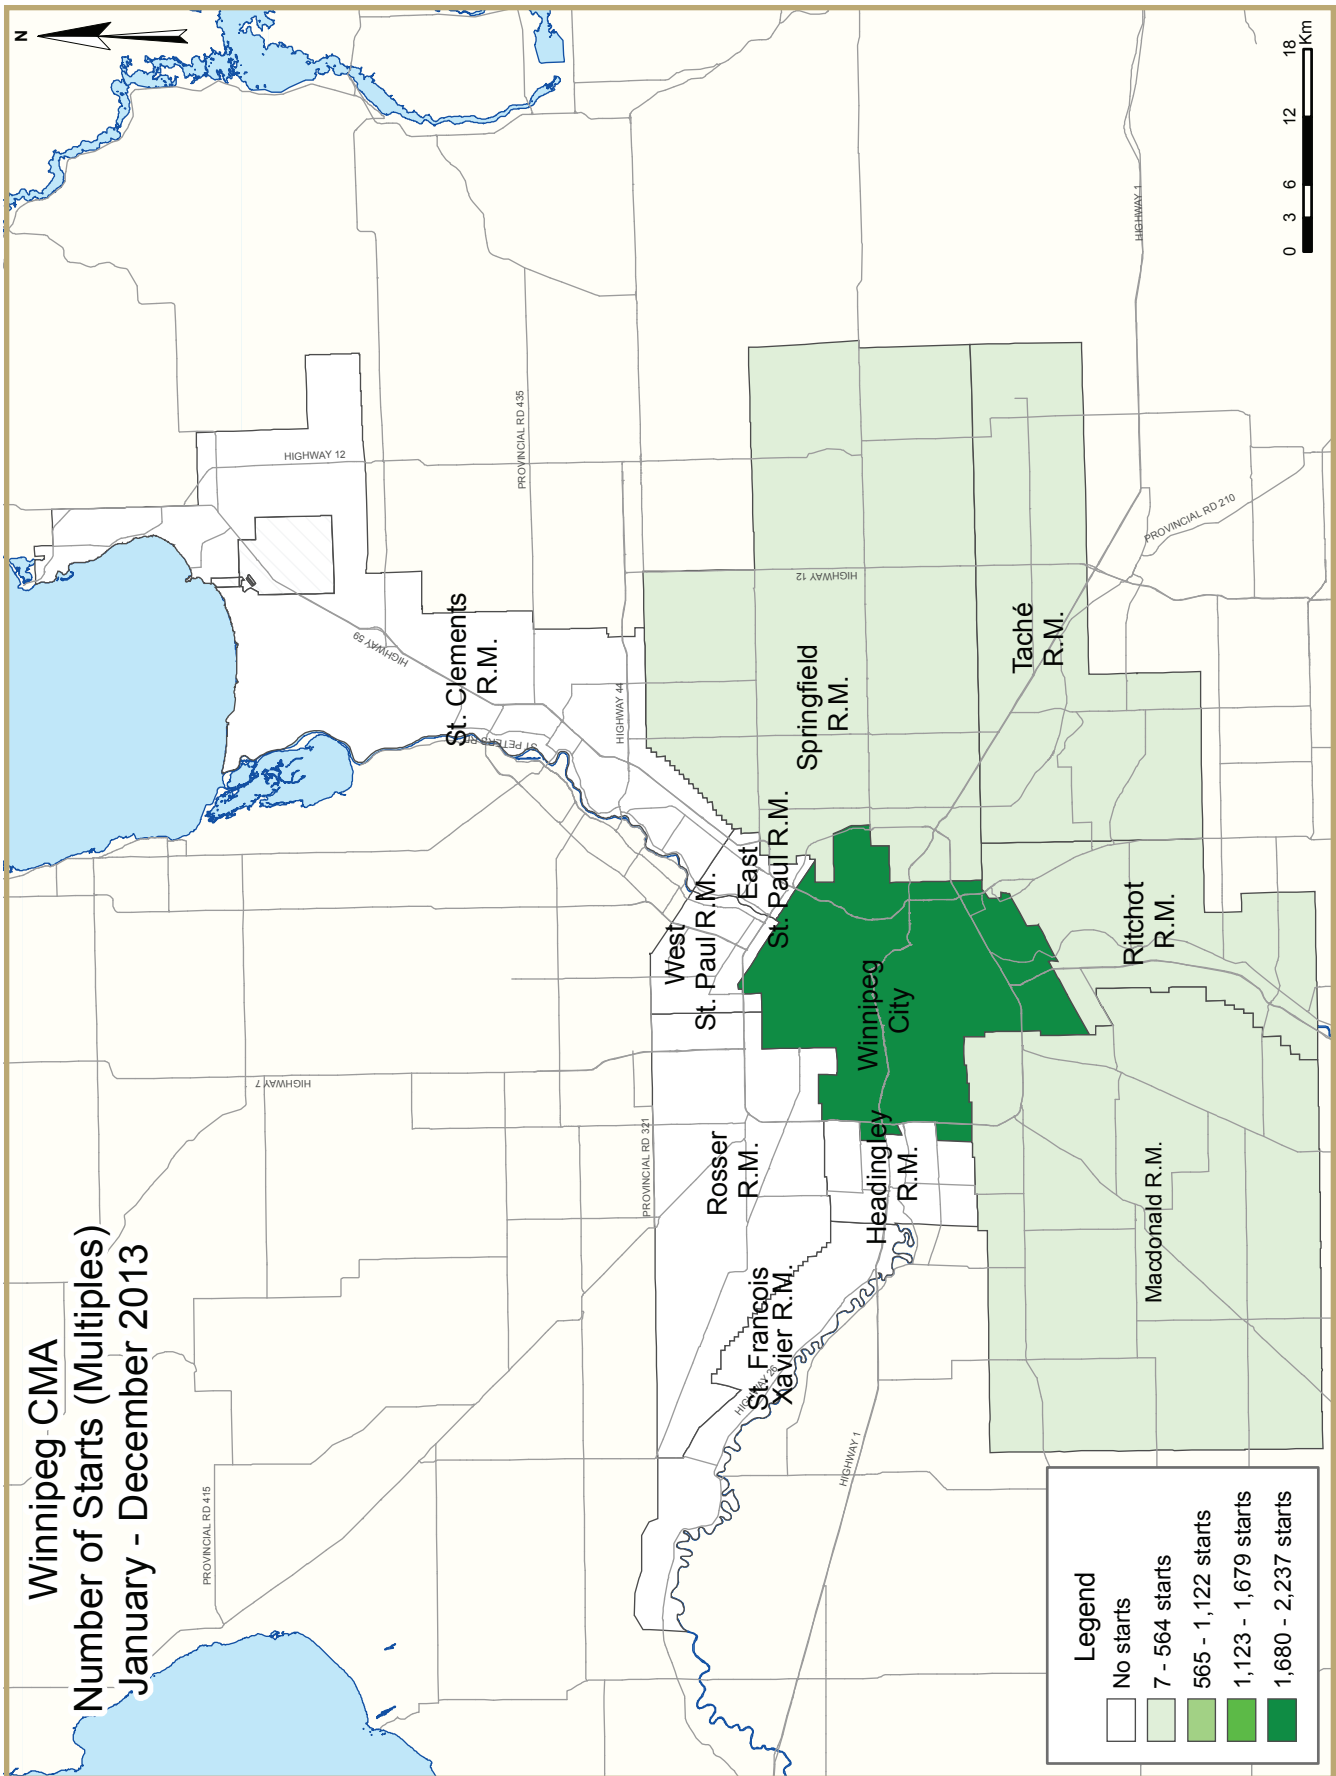 Winnipeg CMA
Number of Starts (Multiples)
January - December 2013
N
HIGHWAY 12
PROVINCIAL RD 435
HIGHWAY 59
St. Clements
R.M.
ST PETERS RD
HIGHWAY 44
HIGHWAY 7
PROVINCIAL RD 321
PROVINCIAL RD 415
West
St. Paul R.M.
East
St. Paul R.M.
Rosser
R.M.
St. Francois
Xavier R.M.
HIGHWAY 26
Springfield
R.M.
HIGHWAY 12
Winnipeg
City
Headingley
R.M.
HIGHWAY 1
HIGHWAY 1
Taché
R.M.
PROVINCIAL RD 210
Ritchot
R.M.
Macdonald R.M.
Legend
No starts
7 - 564 starts
565 - 1,122 starts
1,123 - 1,679 starts
1,680 - 2,237 starts
0 3 6 12 18
Km